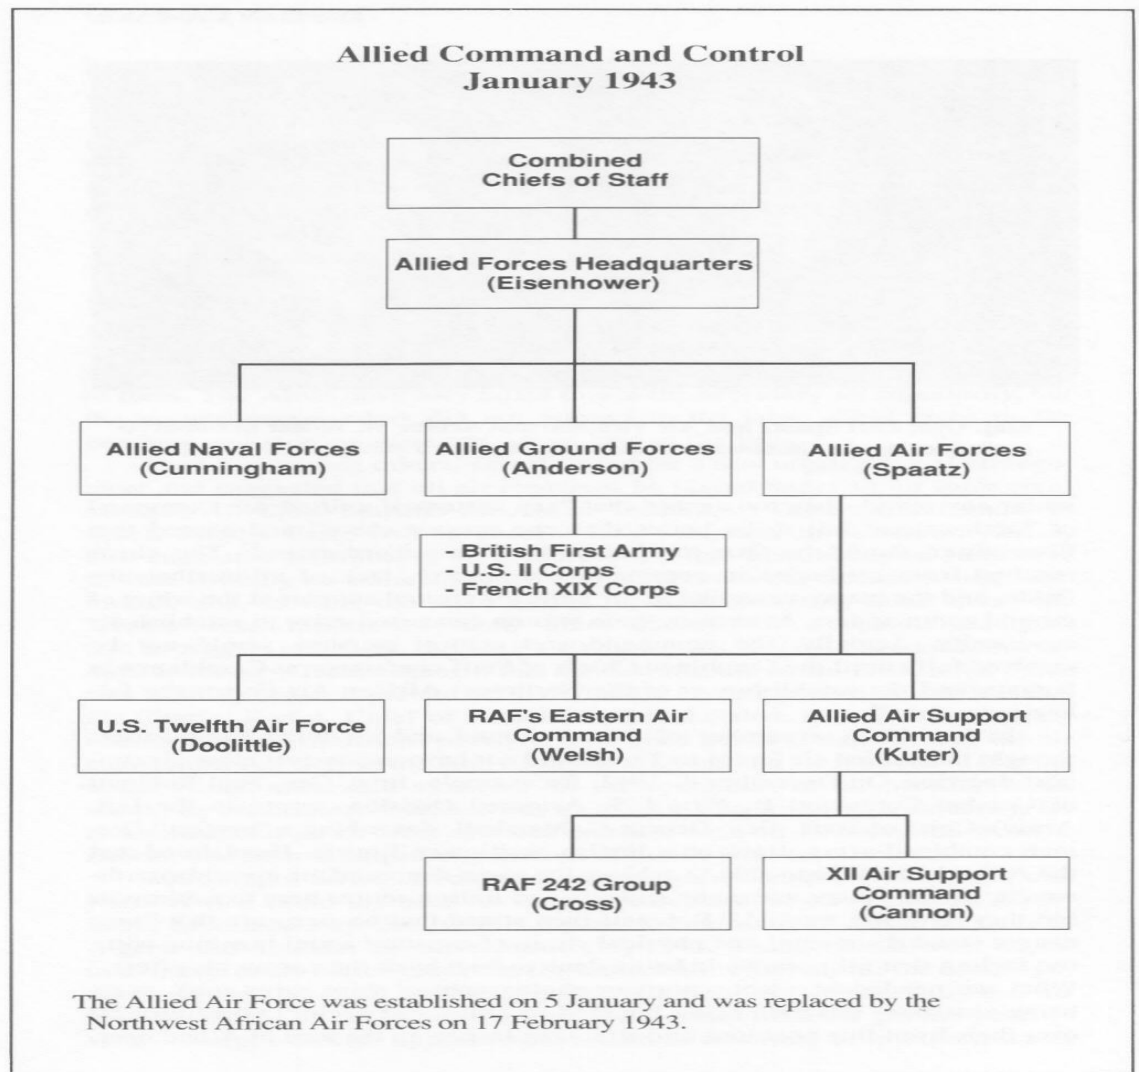 Allied Command and Control
January 1943
Combined
Chiefs of Staff
Allied Forces Headquarters
(Eisenhower)
Allied Naval Forces
(Cunningham)
Allied Ground Forces
(Anderson)
Allied Air Forces
(Spaatz)
- British First Army
- U.S. II Corps
- French XIX Corps
U.S. Twelfth Air Force
(Doolittle)
RAF's Eastern Air
Command
(Welsh)
Allied Air Support
Command
(Kuter)
RAF 242 Group
(Cross)
XII Air Support
Command
(Cannon)
The Allied Air Force was established on 5 January and was replaced by the
Northwest African Air Forces on 17 February 1943.